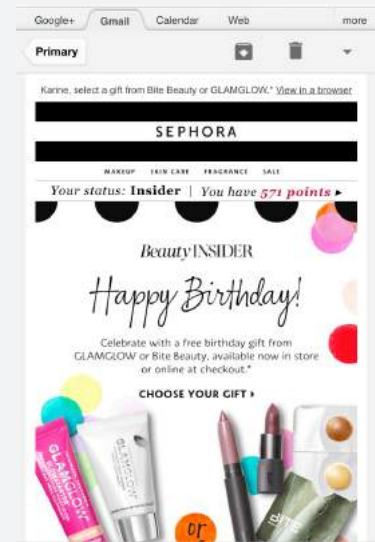 Google+ Gmail Calendar Web more
Primary
Karine, select a gift from Bite Beauty or GLAMGLOW.* View in a browser
SEPHORA
MAKEUP SKIN CARE FRAGRANCE SALE
Your status: Insider | You have 571 points ▸
Beauty INSIDER
Happy Birthday!
Celebrate with a free birthday gift from
GLAMGLOW or Bite Beauty, available now in store
or online at checkout.*
CHOOSE YOUR GIFT ▸
GLAMGLOW
GLAMGLOW
BITE
or